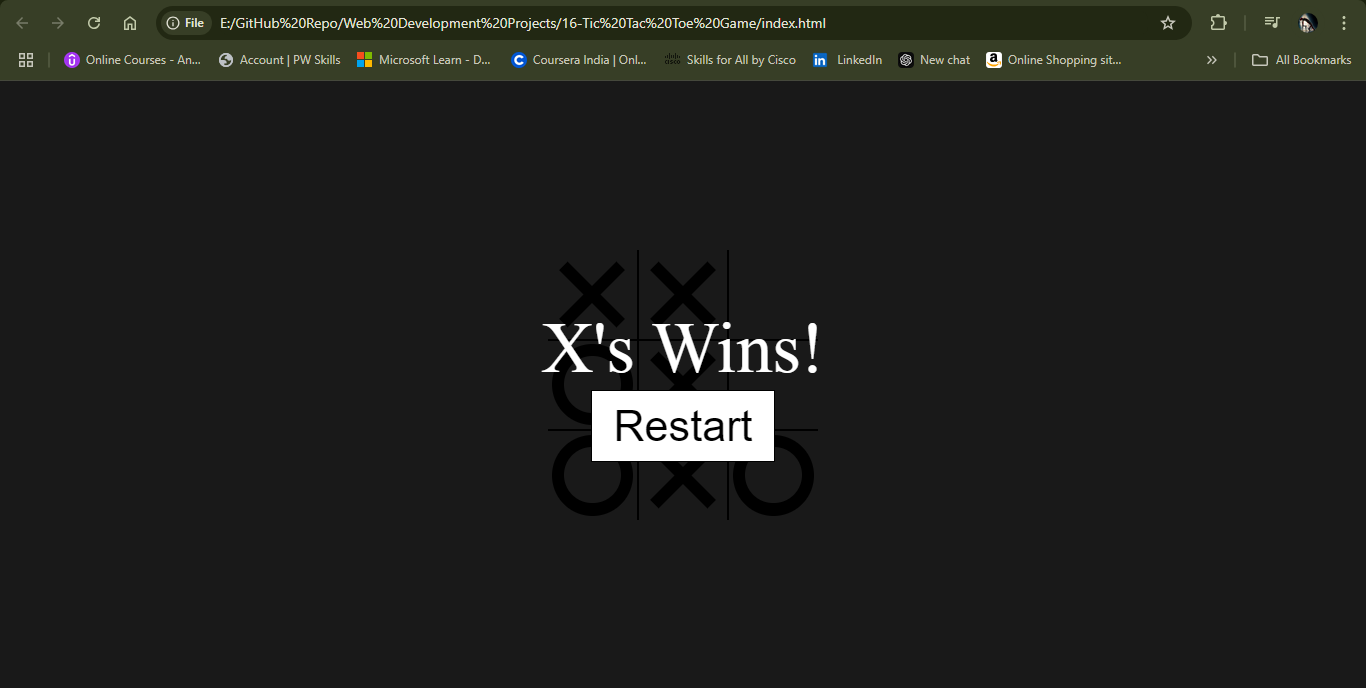 File E:/GitHub%20Repo/Web%20Development%20Projects/16-Tic%20Tac%20Toe%20Game/index.html
Online Courses - An... Account | PW Skills Microsoft Learn - D... Coursera India | Onl... Skills for All by Cisco LinkedIn New chat Online Shopping sit... » All Bookmarks
X's Wins!
Restart